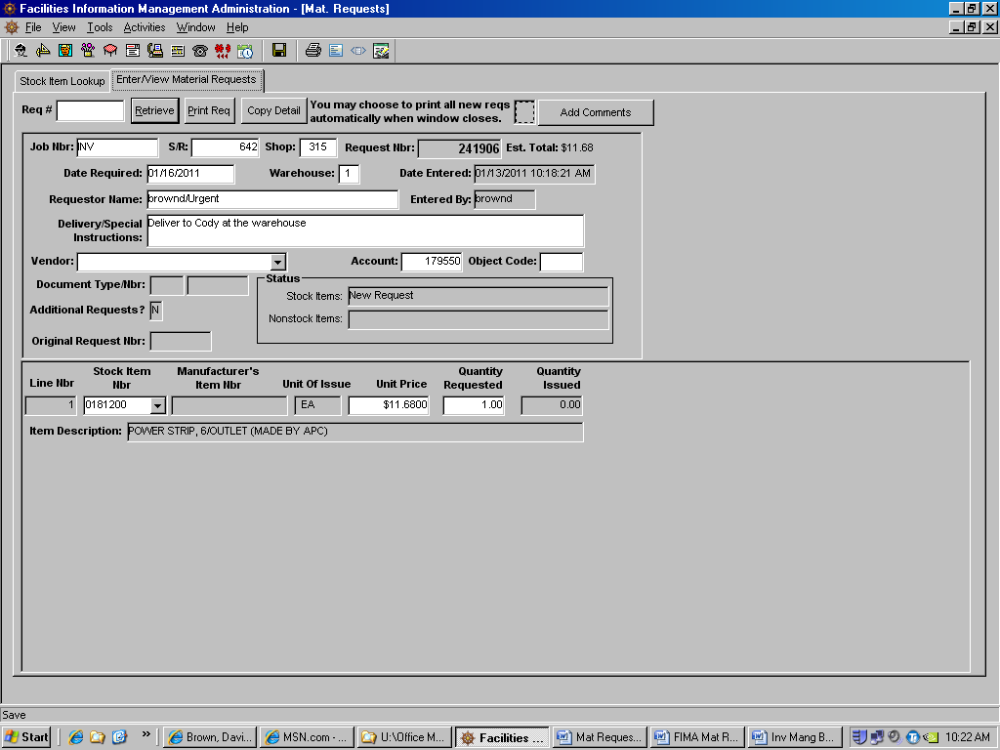 Facilities Information Management Administration - [Mat. Requests]
File View Tools Activities Window Help
Stock Item Lookup Enter/View Material Requests
Req # Retrieve Print Req Copy Detail You may choose to print all new reqs automatically when window closes. Add Comments
Job Nbr: INV S/R: 642 Shop: 315 Request Nbr: 241906 Est. Total: $11.68
Date Required: 01/16/2011 Warehouse: 1 Date Entered: 01/13/2011 10:18:21 AM
Requestor Name: brownd/Urgent Entered By: brownd
Delivery/Special Instructions: Deliver to Cody at the warehouse
Vendor: Account: 179550 Object Code:
Document Type/Nbr: Status
Stock Items: New Request
Additional Requests? N
Nonstock Items:
Original Request Nbr:
Line Nbr Stock Item Nbr Manufacturer's Item Nbr Unit Of Issue Unit Price Quantity Requested Quantity Issued
1 0181200 EA $11.6800 1.00 0.00
Item Description: POWER STRIP, 6/OUTLET (MADE BY APC)
Save
Start » Brown, Davi... MSN.com - ... U:\Office M... Facilities ... Mat Reques... FIMA Mat R... Inv Mang B... 10:22 AM